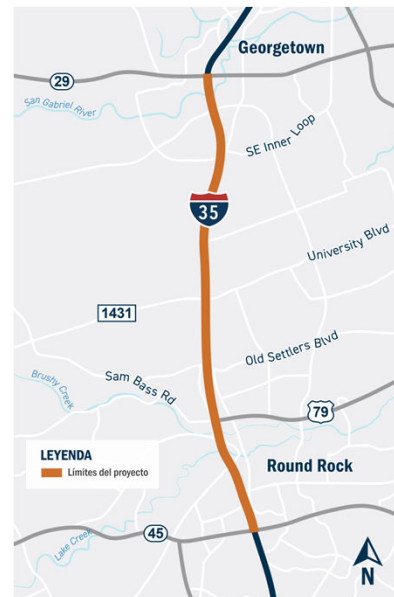 Georgetown
29
San Gabriel River
SE Inner Loop
35
University Blvd
1431
Old Settlers Blvd
Brushy Creek
Sam Bass Rd
79
LEYENDA
Límites del proyecto
Round Rock
45
Lake Creek
N